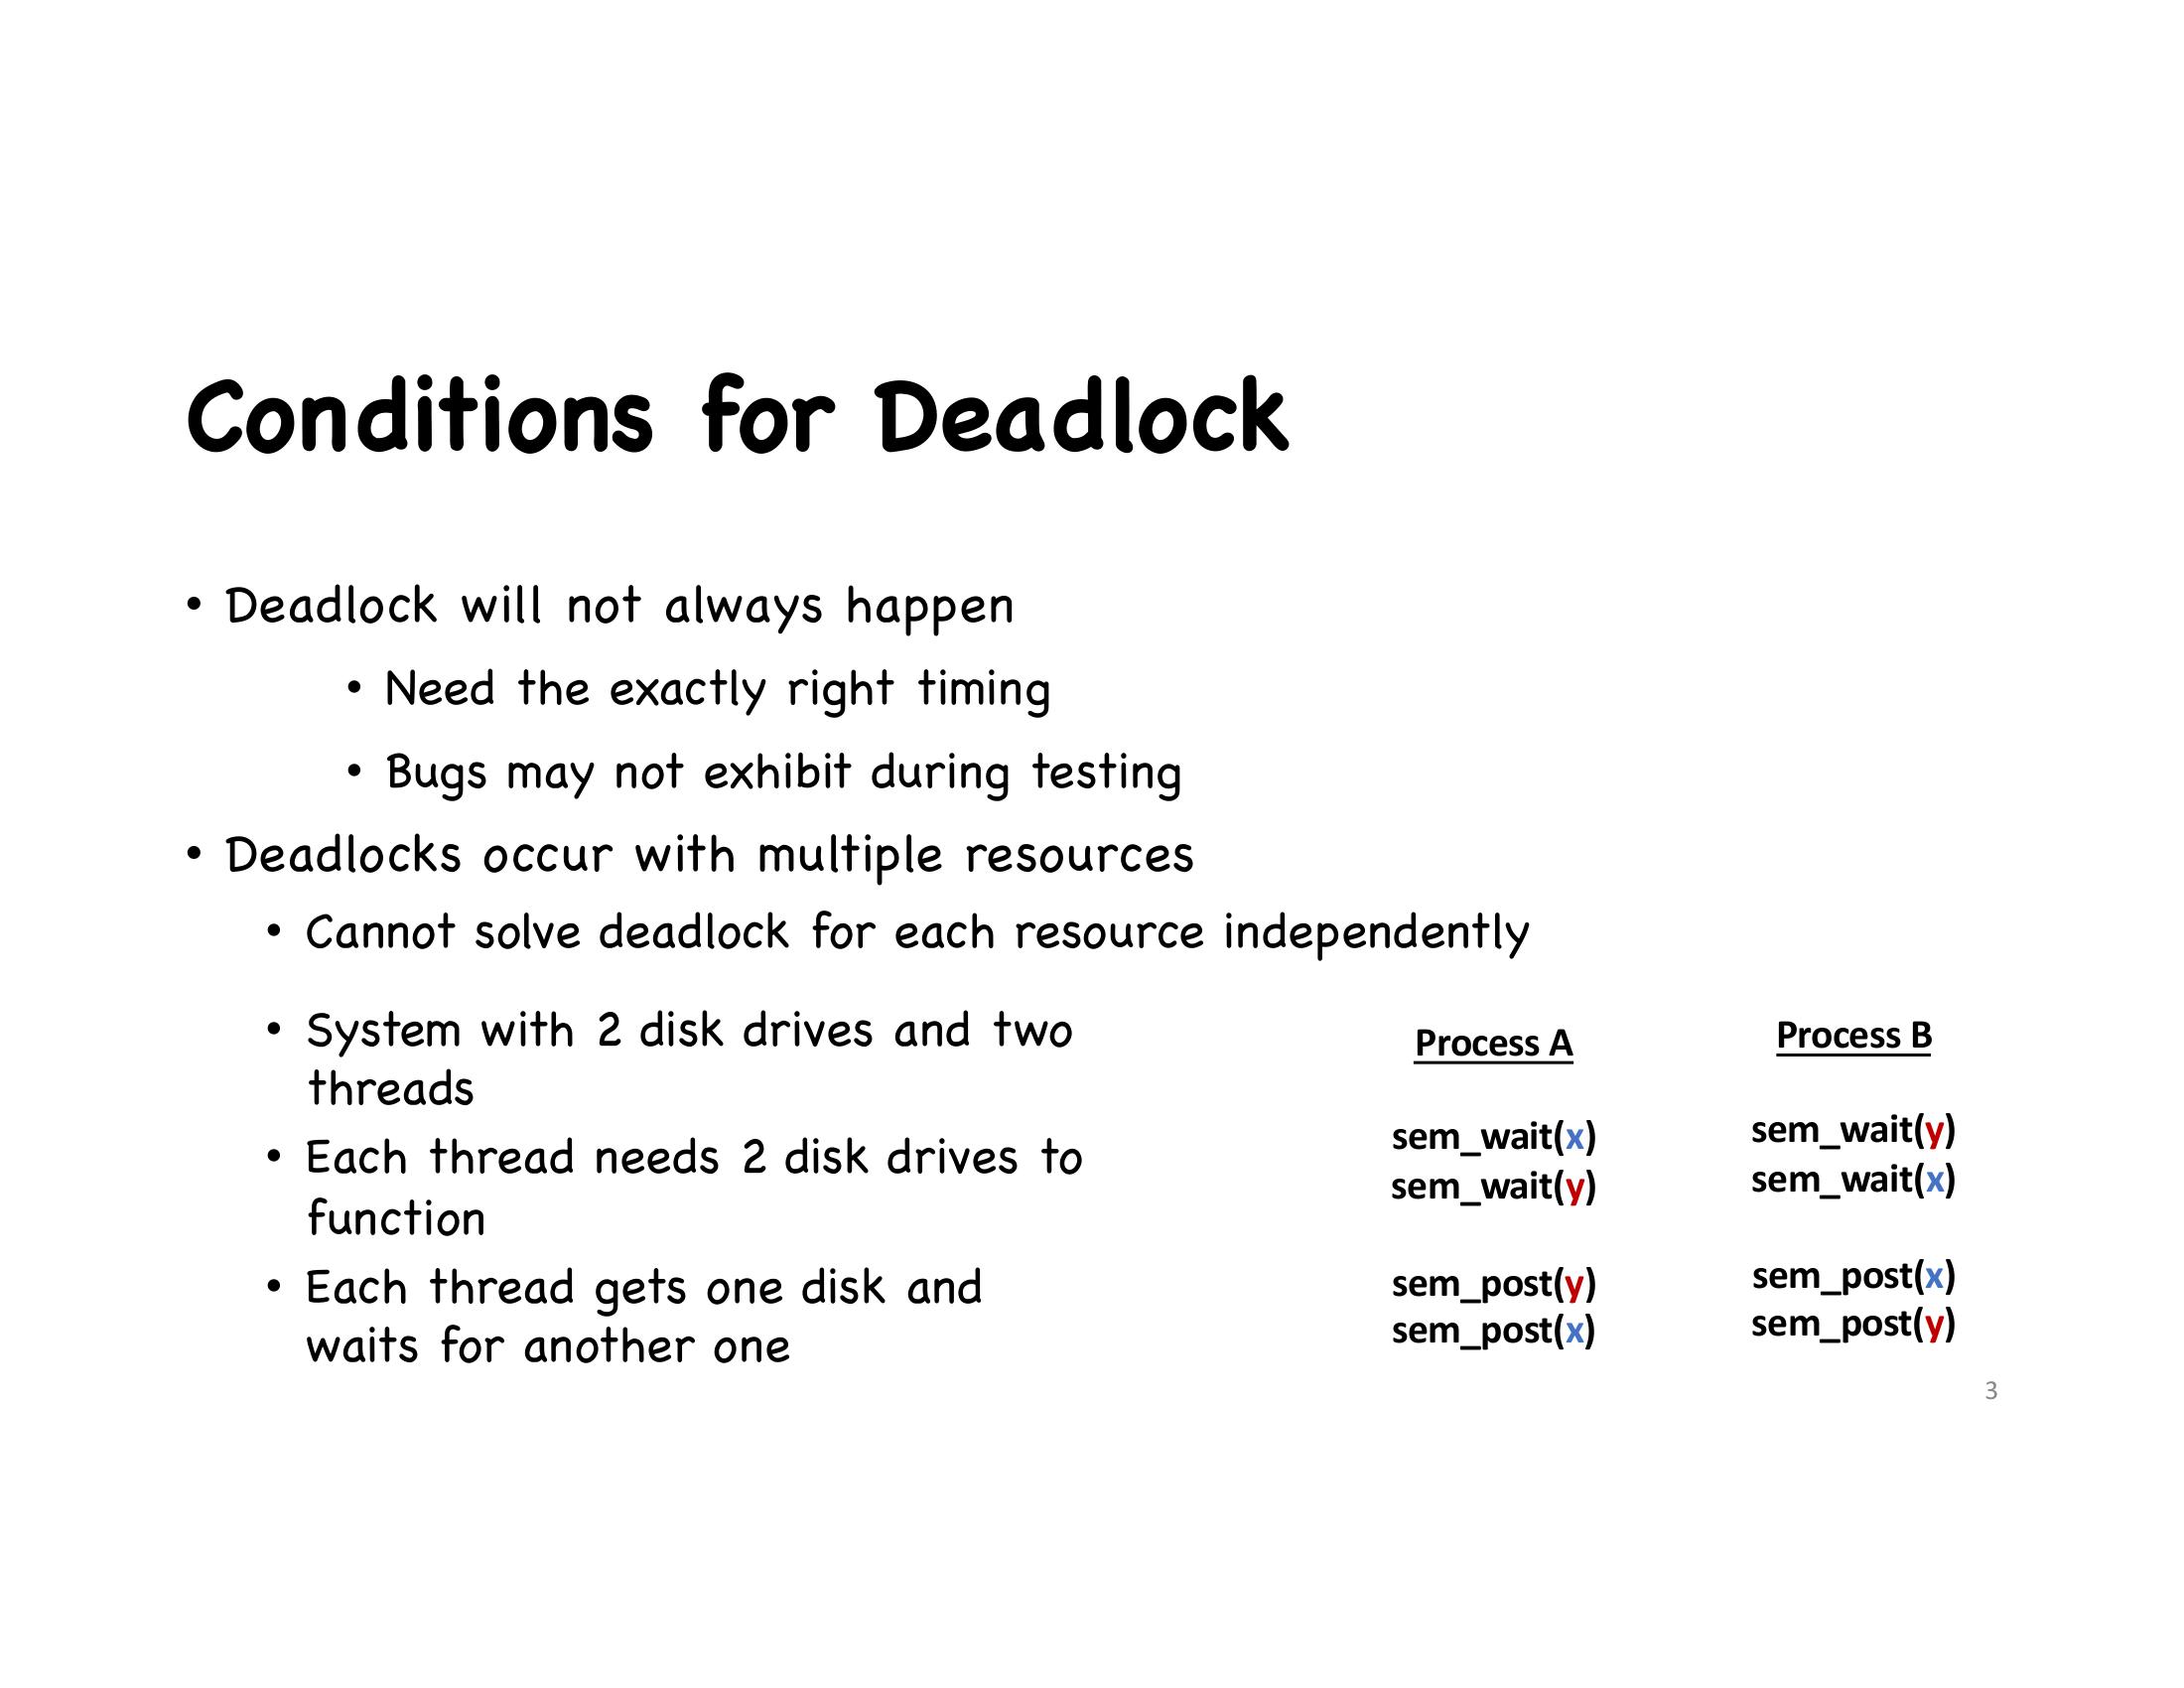 Conditions for Deadlock
• Deadlock will not always happen
• Need the exactly right timing
• Bugs may not exhibit during testing
• Deadlocks occur with multiple resources
• Cannot solve deadlock for each resource independently
• System with 2 disk drives and two
threads
• Each thread needs 2 disk drives to
function
• Each thread gets one disk and
waits for another one
Process A
sem_wait(x)
sem_wait(y)
sem_post(y)
sem_post(x)
Process B
sem_wait(y)
sem_wait(x)
sem_post(x)
sem_post(y)
3